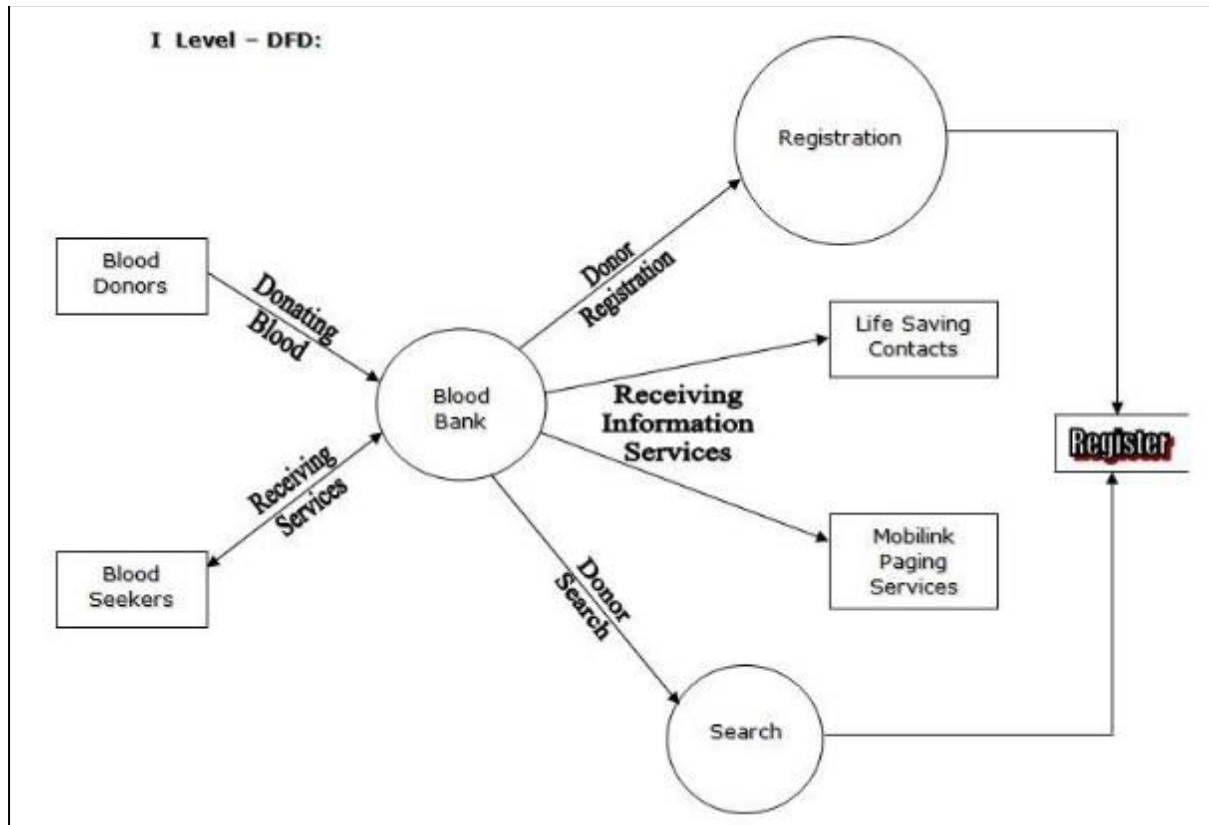 I Level – DFD:
Registration
Blood
Donors
Donating
Blood
Donor
Registration
Life Saving
Contacts
Blood
Bank
Receiving
Information
Services
Register
Receiving
Services
Blood
Seekers
Mobilink
Paging
Services
Donor
Search
Search